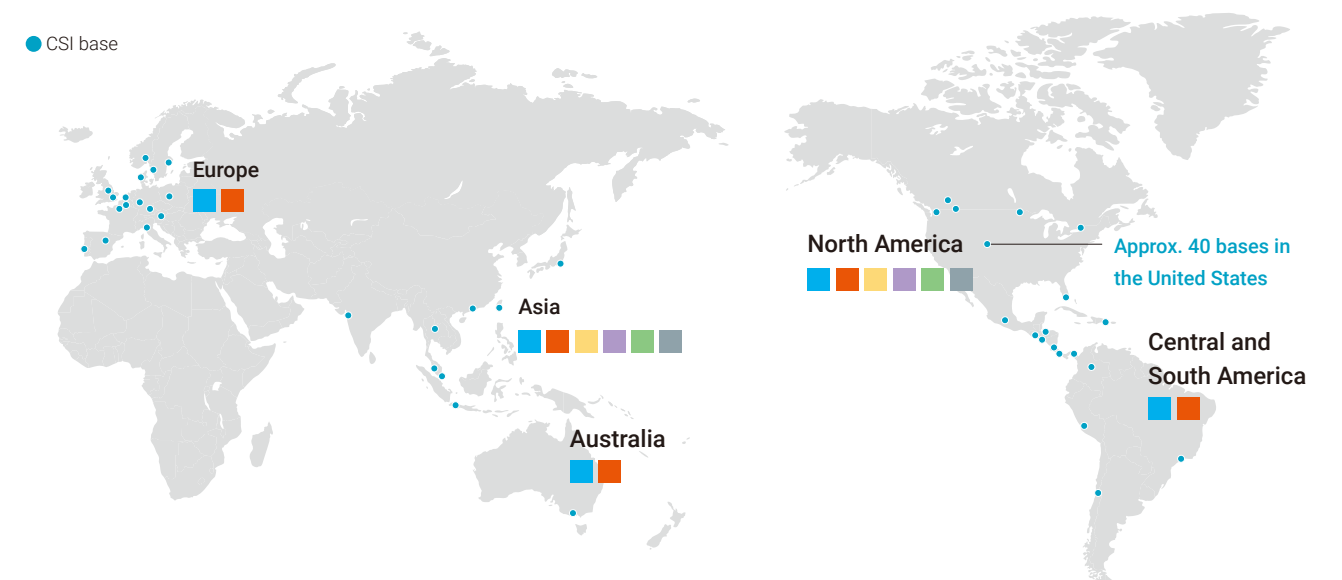 CSI base
Europe
Asia
Australia
North America
Approx. 40 bases in
the United States
Central and
South America